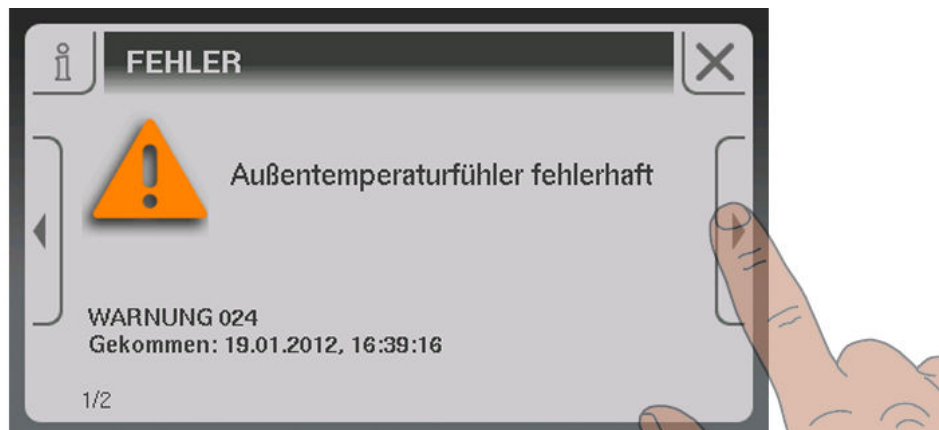 FEHLER
Außentemperaturfühler fehlerhaft
WARNUNG 024
Gekommen: 19.01.2012, 16:39:16
1/2